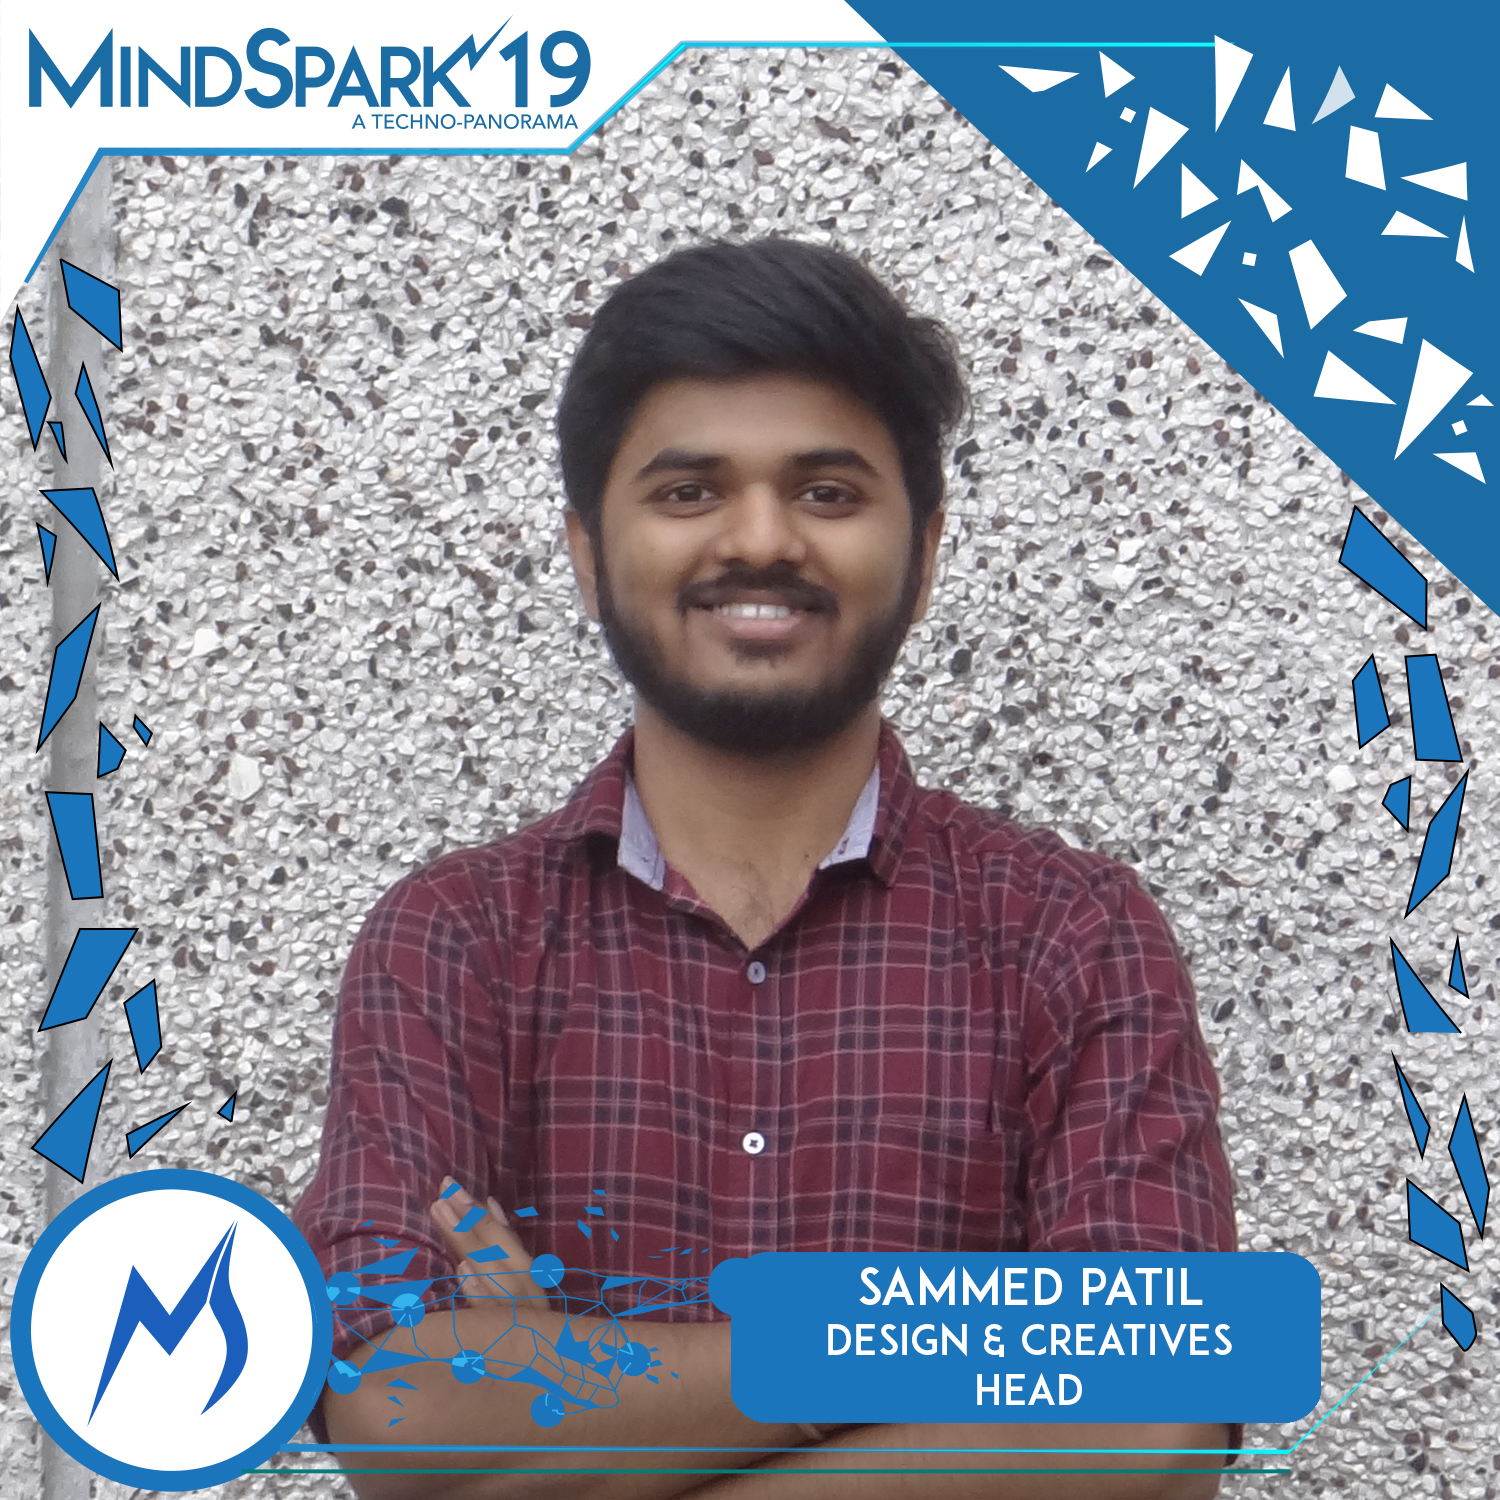 MINDSPARK'19
A TECHNO-PANORAMA
SAMMED PATIL
DESIGN & CREATIVES
HEAD